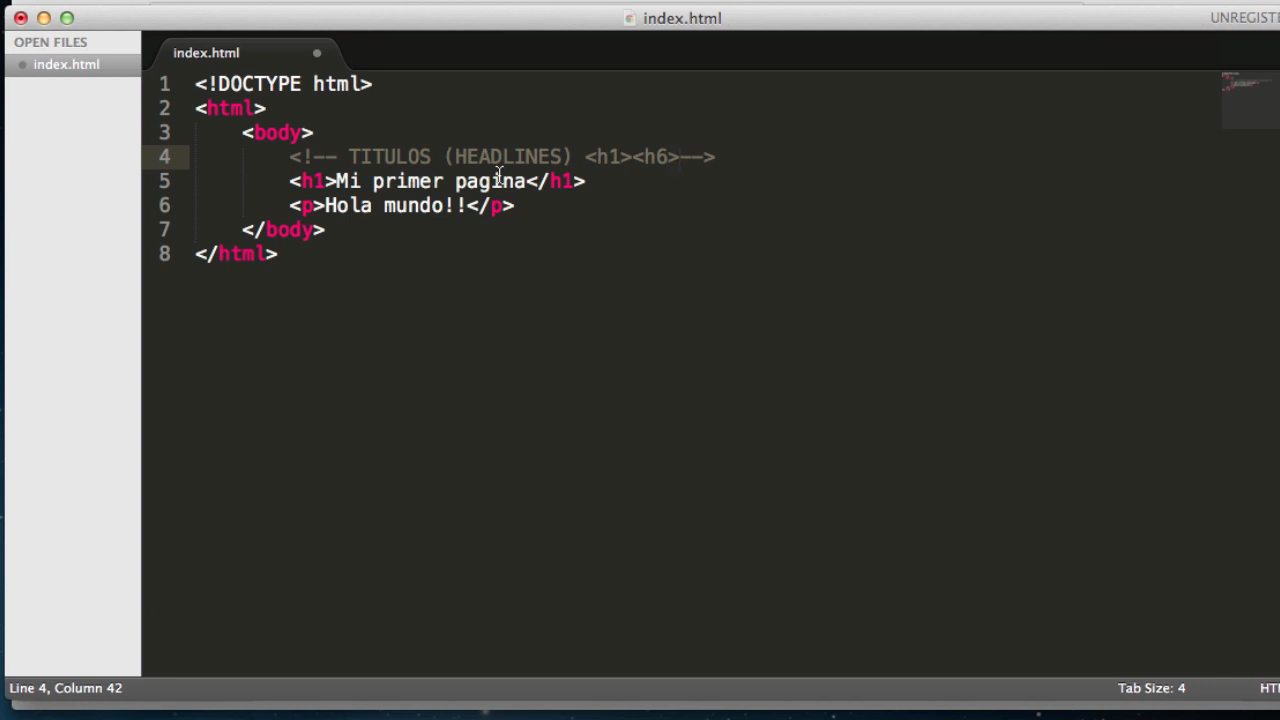 index.html
UNREGISTE
OPEN FILES
index.html
index.html
1 <!DOCTYPE html>
2 <html>
3 <body>
4 <!-- TITULOS (HEADLINES) <h1><h6>-->
5 <h1>Mi primer pagina</h1>
6 <p>Hola mundo!!</p>
7 </body>
8 </html>
Line 4, Column 42
Tab Size: 4
HT